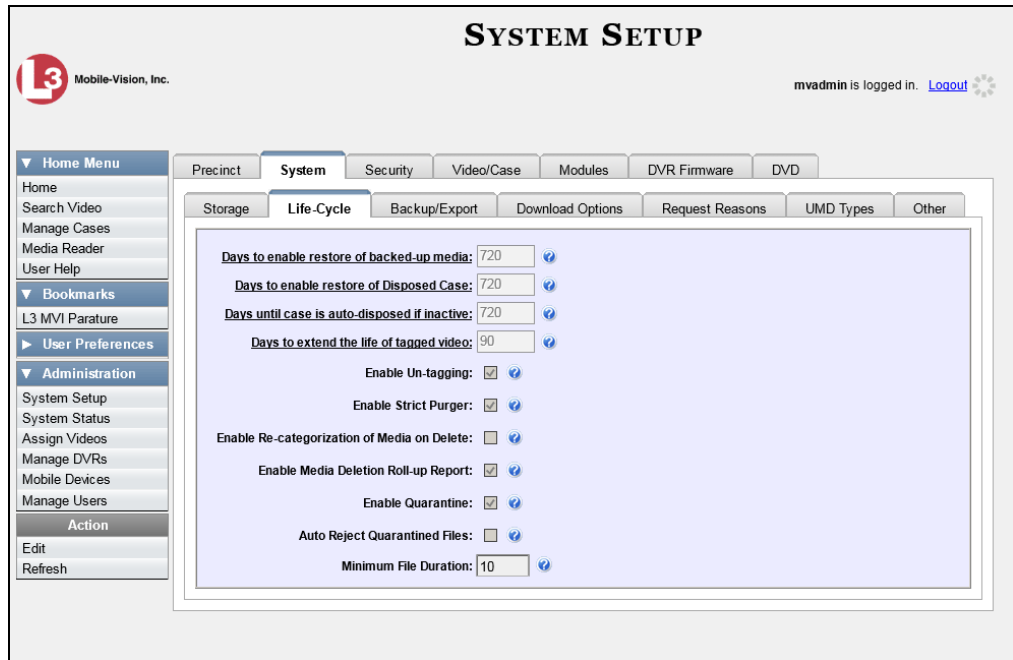 SYSTEM SETUP
L3 Mobile-Vision, Inc.
mvadmin is logged in. Logout
▼ Home Menu
Home
Search Video
Manage Cases
Media Reader
User Help
▼ Bookmarks
L3 MVI Parature
► User Preferences
▼ Administration
System Setup
System Status
Assign Videos
Manage DVRs
Mobile Devices
Manage Users
Action
Edit
Refresh
Precinct System Security Video/Case Modules DVR Firmware DVD
Storage Life-Cycle Backup/Export Download Options Request Reasons UMD Types Other
Days to enable restore of backed-up media: 720 ?
Days to enable restore of Disposed Case: 720 ?
Days until case is auto-disposed if inactive: 720 ?
Days to extend the life of tagged video: 90 ?
Enable Un-tagging: ?
Enable Strict Purger: ?
Enable Re-categorization of Media on Delete: ?
Enable Media Deletion Roll-up Report: ?
Enable Quarantine: ?
Auto Reject Quarantined Files: ?
Minimum File Duration: 10 ?